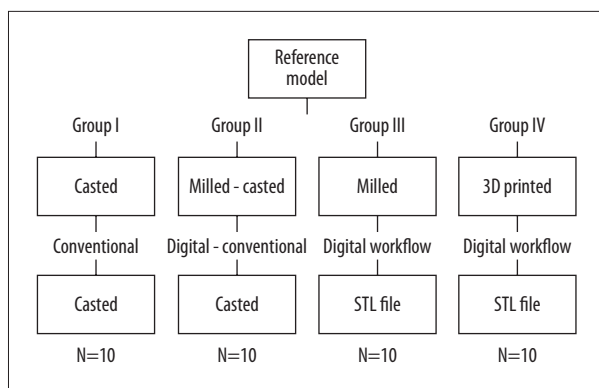 Reference
model
Group I
Group II
Group III
Group IV
Casted
Milled - casted
Milled
3D printed
Conventional
Digital - conventional
Digital workflow
Digital workflow
Casted
Casted
STL file
STL file
N=10
N=10
N=10
N=10